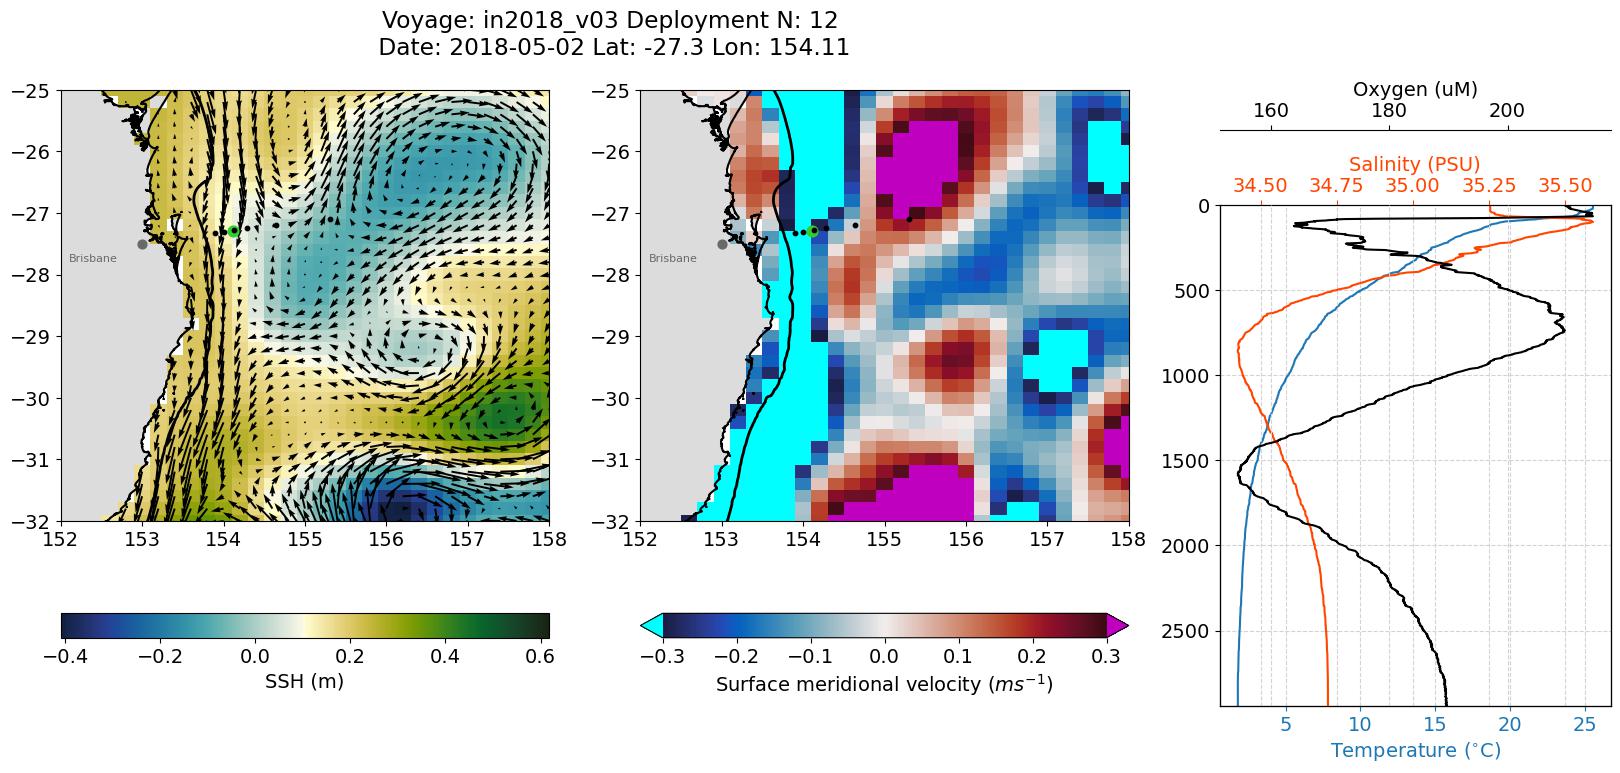 Voyage: in2018_v03 Deployment N: 12
Date: 2018-05-02 Lat: -27.3 Lon: 154.11
−25
−26
−27
−28
−29
−30
−31
−32
152 153 154 155 156 157 158
Brisbane
−0.4 −0.2 0.0 0.2 0.4 0.6
SSH (m)
−25
−26
−27
−28
−29
−30
−31
−32
152 153 154 155 156 157 158
Brisbane
−0.3 −0.2 −0.1 0.0 0.1 0.2 0.3
Surface meridional velocity (ms⁻¹)
Oxygen (uM)
160 180 200
Salinity (PSU)
34.50 34.75 35.00 35.25 35.50
0
500
1000
1500
2000
2500
5 10 15 20 25
Temperature (°C)